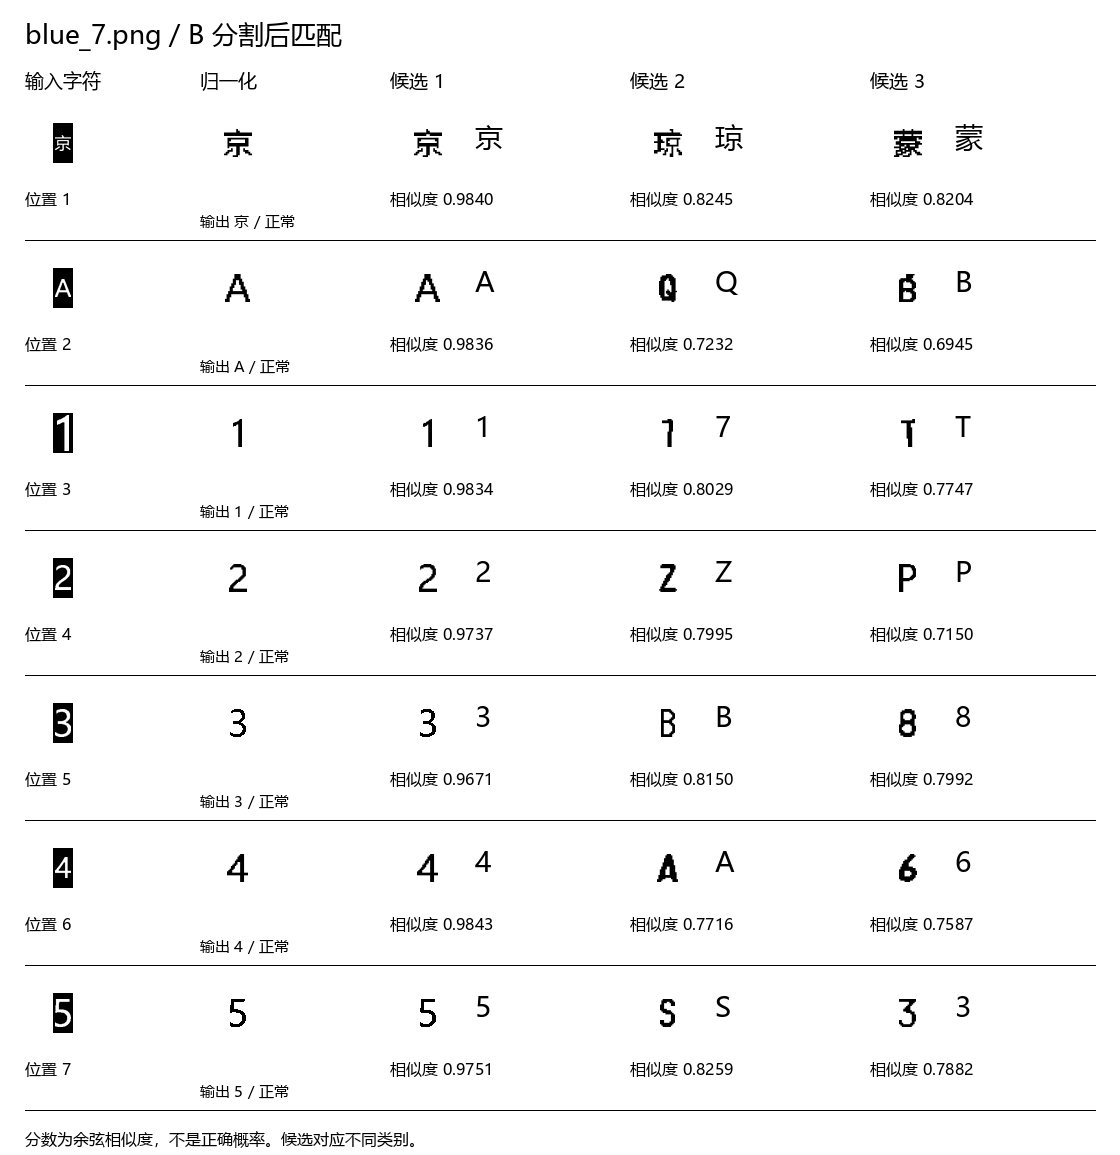 blue_7.png / B 分割后匹配
输入字符 归一化 候选 1 候选 2 候选 3
京 京 京 京 琼 琼 蒙 蒙
位置 1 相似度 0.9840 相似度 0.8245 相似度 0.8204
输出 京 / 正常
A A A A Q Q B B
位置 2 相似度 0.9836 相似度 0.7232 相似度 0.6945
输出 A / 正常
1 1 1 1 7 7 T T
位置 3 相似度 0.9834 相似度 0.8029 相似度 0.7747
输出 1 / 正常
2 2 2 2 Z Z P P
位置 4 相似度 0.9737 相似度 0.7995 相似度 0.7150
输出 2 / 正常
3 3 3 3 B B 8 8
位置 5 相似度 0.9671 相似度 0.8150 相似度 0.7992
输出 3 / 正常
4 4 4 4 A A 6 6
位置 6 相似度 0.9843 相似度 0.7716 相似度 0.7587
输出 4 / 正常
5 5 5 5 S S 3 3
位置 7 相似度 0.9751 相似度 0.8259 相似度 0.7882
输出 5 / 正常
分数为余弦相似度，不是正确概率。候选对应不同类别。